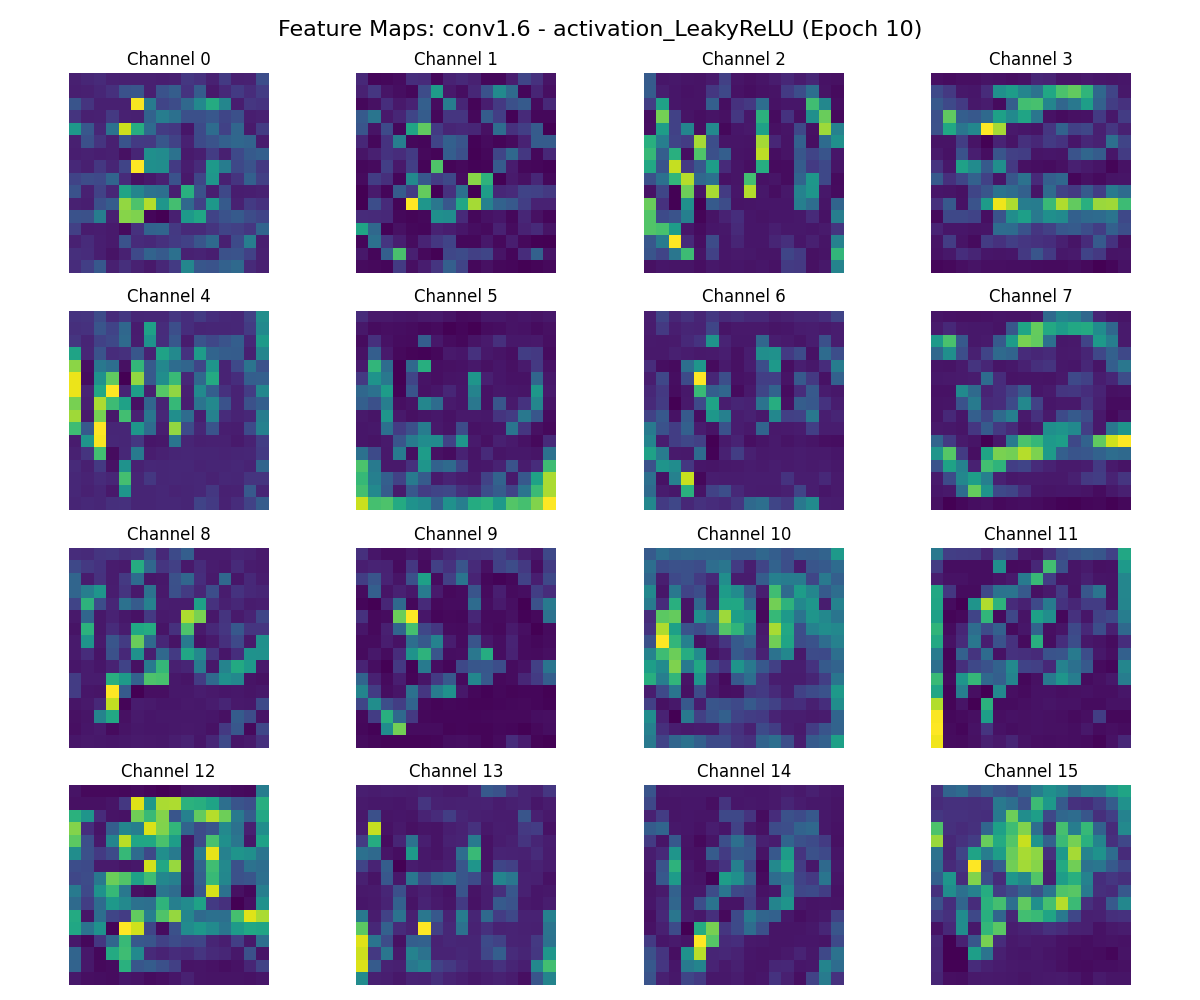 Feature Maps: conv1.6 - activation_LeakyReLU (Epoch 10)
Channel 0 Channel 1 Channel 2 Channel 3
Channel 4 Channel 5 Channel 6 Channel 7
Channel 8 Channel 9 Channel 10 Channel 11
Channel 12 Channel 13 Channel 14 Channel 15